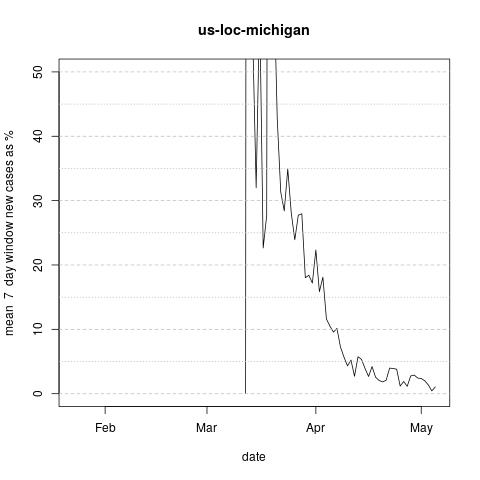 us-loc-michigan
50
40
30
20
10
0
mean 7 day window new cases as %
Feb
Mar
Apr
May
date